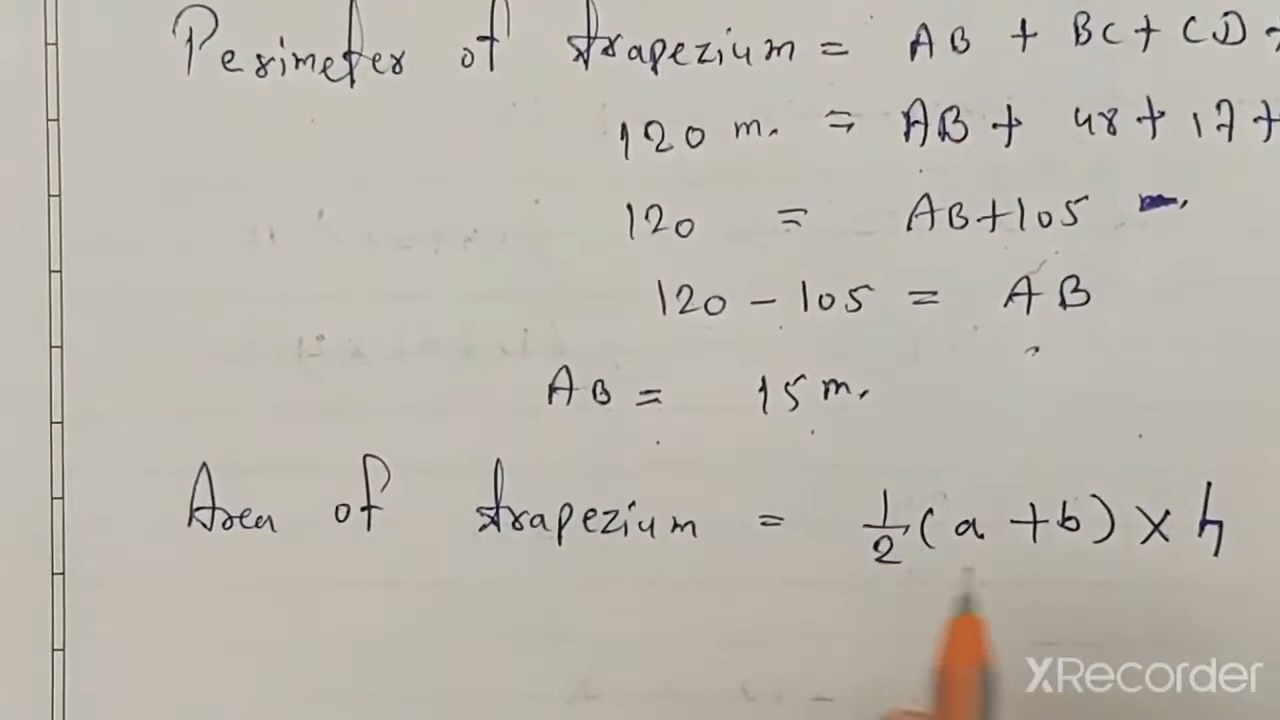 Perimeter of trapezium = AB + BC + CD +
120 m. = AB + 48 + 17 +
120 = AB + 105
120 - 105 = AB
AB = 15 m.
Area of trapezium = 1/2 (a + b) × h
XRecorder